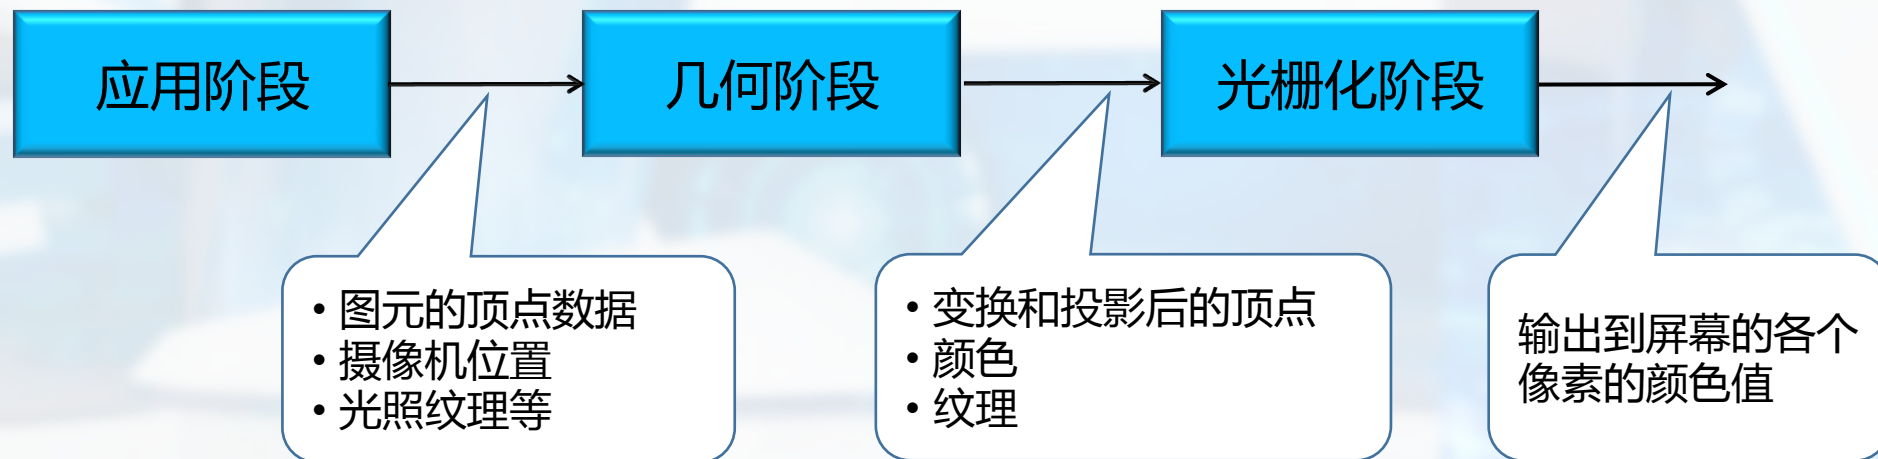 应用阶段
几何阶段
光栅化阶段
• 图元的顶点数据
• 摄像机位置
• 光照纹理等
• 变换和投影后的顶点
• 颜色
• 纹理
输出到屏幕的各个
像素的颜色值